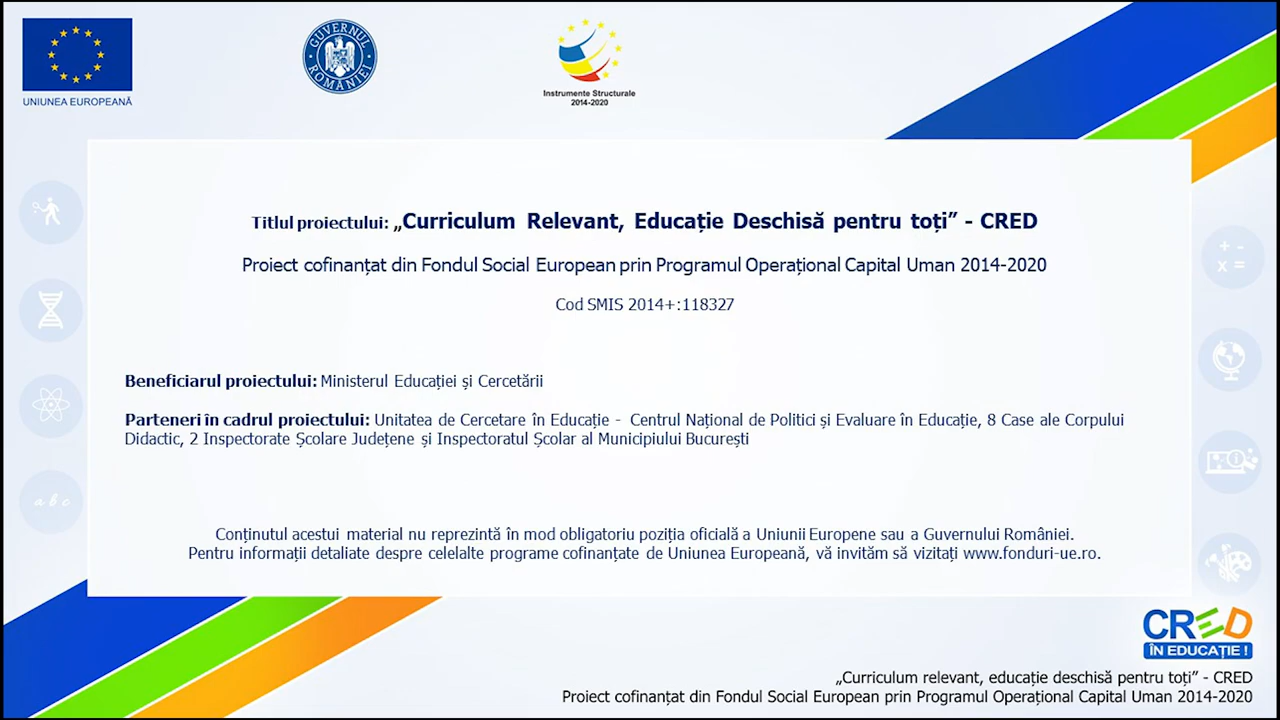 UNIUNEA EUROPEANĂ
GUVERNUL ROMÂNIEI
Instrumente Structurale
2014-2020
Titlul proiectului: „Curriculum Relevant, Educație Deschisă pentru toți” - CRED
Proiect cofinanțat din Fondul Social European prin Programul Operațional Capital Uman 2014-2020
Cod SMIS 2014+:118327
Beneficiarul proiectului: Ministerul Educației și Cercetării
Parteneri în cadrul proiectului: Unitatea de Cercetare în Educație - Centrul Național de Politici și Evaluare în Educație, 8 Case ale Corpului
Didactic, 2 Inspectorate Școlare Județene și Inspectoratul Școlar al Municipiului București
Conținutul acestui material nu reprezintă în mod obligatoriu poziția oficială a Uniunii Europene sau a Guvernului României.
Pentru informații detaliate despre celelalte programe cofinanțate de Uniunea Europeană, vă invităm să vizitați www.fonduri-ue.ro.
+ -
x =
a b c
CRED
ÎN EDUCAȚIE !
„Curriculum relevant, educație deschisă pentru toți” - CRED
Proiect cofinanțat din Fondul Social European prin Programul Operațional Capital Uman 2014-2020